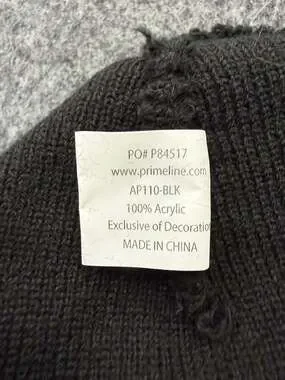 PO# P84517
www.primeline.com
AP110-BLK
100% Acrylic
Exclusive of Decoration
MADE IN CHINA